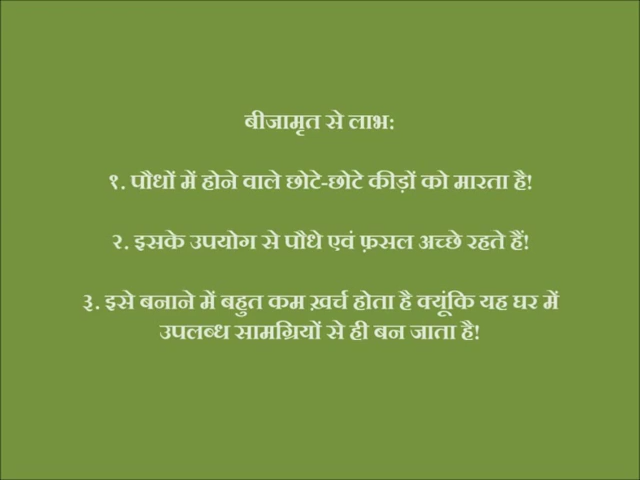 बीजामृत से लाभ:
१. पौधों में होने वाले छोटे-छोटे कीड़ों को मारता है!
२. इसके उपयोग से पौधे एवं फ़सल अच्छे रहते हैं!
३. इसे बनाने में बहुत कम ख़र्च होता है क्यूंकि यह घर में
उपलब्ध सामग्रियों से ही बन जाता है!